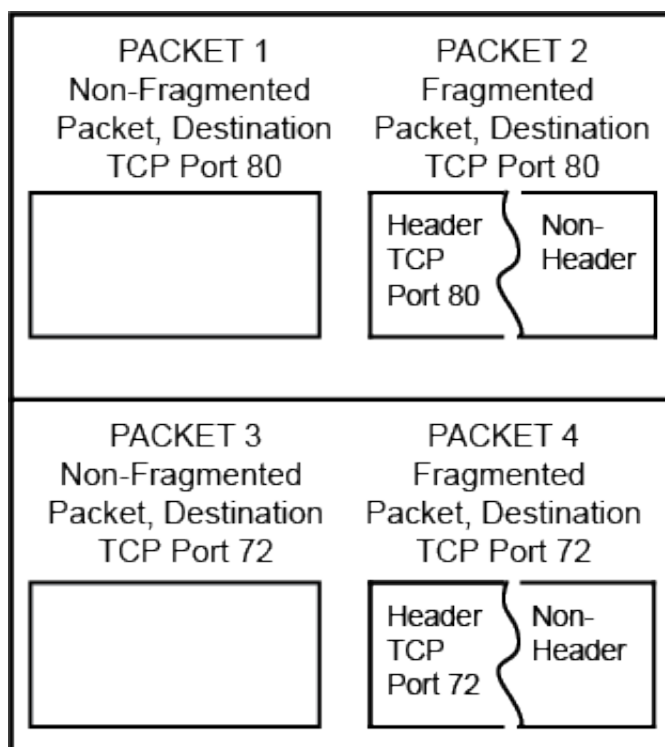 PACKET 1
Non-Fragmented
Packet, Destination
TCP Port 80
PACKET 2
Fragmented
Packet, Destination
TCP Port 80
Header
TCP
Port 80
Non-
Header
PACKET 3
Non-Fragmented
Packet, Destination
TCP Port 72
PACKET 4
Fragmented
Packet, Destination
TCP Port 72
Header
TCP
Port 72
Non-
Header